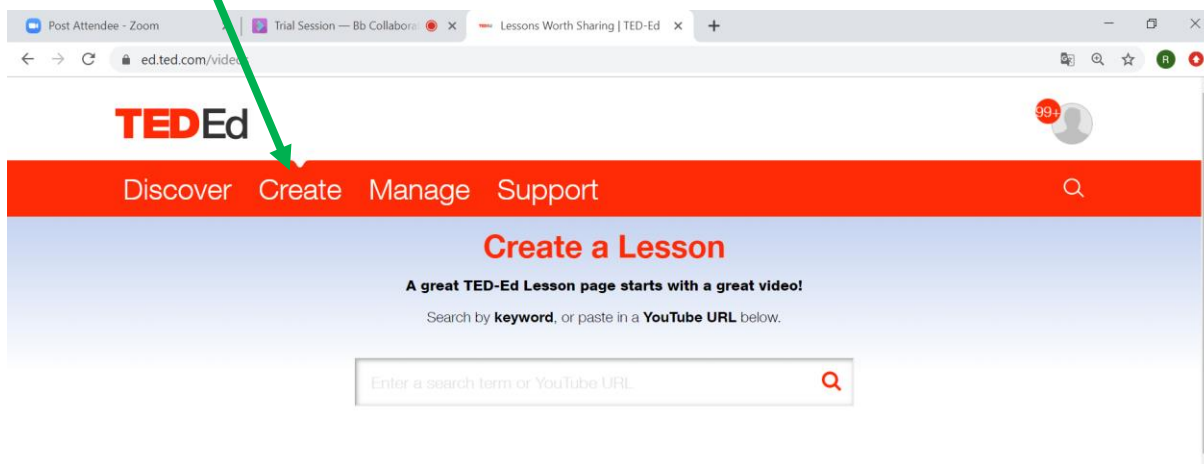 Post Attendee - Zoom
Trial Session — Bb Collabora
Lessons Worth Sharing | TED-Ed
ed.ted.com/video
R
TEDEd
99+
Discover Create Manage Support
Create a Lesson
A great TED-Ed Lesson page starts with a great video!
Search by keyword, or paste in a YouTube URL below.
Enter a search term or YouTube URL